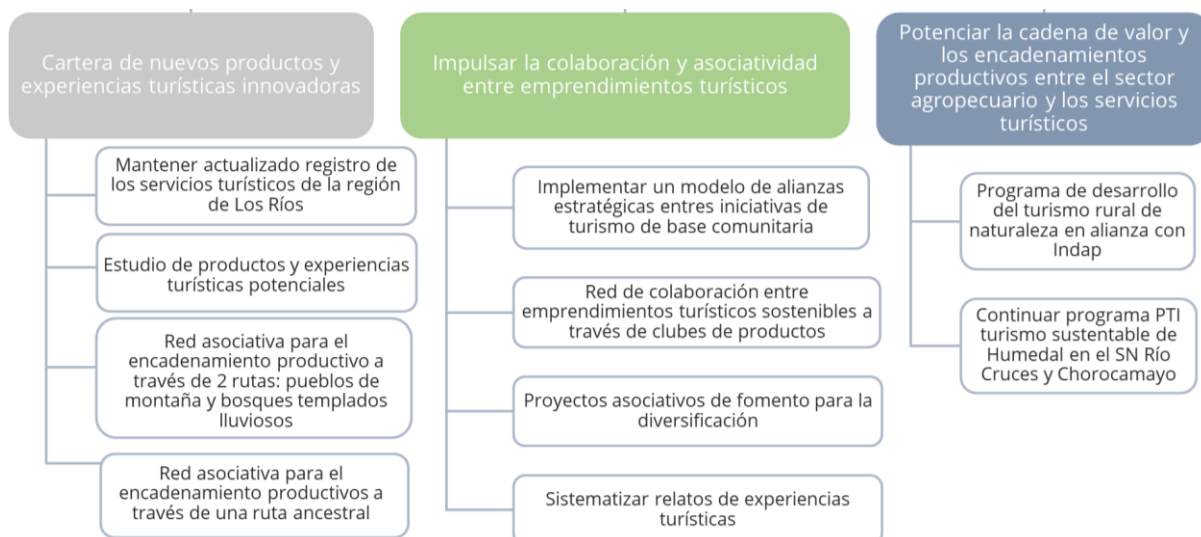 Cartera de nuevos productos y
experiencias turísticas innovadoras
Mantener actualizado registro de
los servicios turísticos de la región
de Los Ríos
Estudio de productos y experiencias
turísticas potenciales
Red asociativa para el
encadenamiento productivo a
través de 2 rutas: pueblos de
montaña y bosques templados
lluviosos
Red asociativa para el
encadenamiento productivos a
través de una ruta ancestral
Impulsar la colaboración y asociatividad
entre emprendimientos turísticos
Implementar un modelo de alianzas
estratégicas entres iniciativas de
turismo de base comunitaria
Red de colaboración entre
emprendimientos turísticos sostenibles a
través de clubes de productos
Proyectos asociativos de fomento para la
diversificación
Sistematizar relatos de experiencias
turísticas
Potenciar la cadena de valor y
los encadenamientos
productivos entre el sector
agropecuario y los servicios
turísticos
Programa de desarrollo
del turismo rural de
naturaleza en alianza con
Indap
Continuar programa PTI
turismo sustentable de
Humedal en el SN Río
Cruces y Chorocamayo